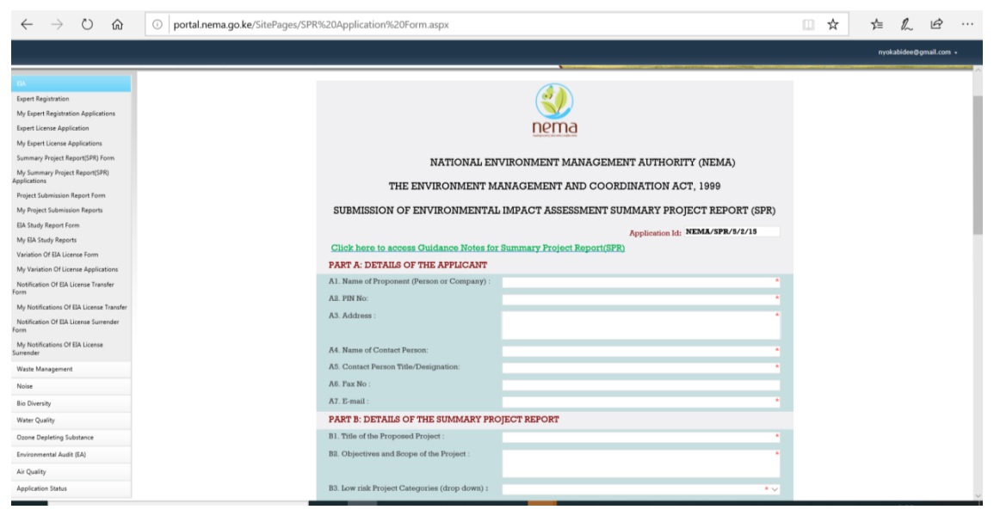 portal.nema.go.ke/SitePages/SPR%20Application%20Form.aspx
nyokabidee@gmail.com
EIA
Expert Registration
My Expert Registration Applications
Expert License Application
My Expert License Applications
Summary Project Report(SPR) Form
My Summary Project Report(SPR)
Applications
Project Submission Report Form
My Project Submission Reports
EIA Study Report Form
My EIA Study Reports
Variation Of EIA License Form
My Variation Of EIA License Applications
Notification Of EIA License Transfer
Form
My Notifications Of EIA License Transfer
Notification Of EIA License Surrender
Form
My Notifications Of EIA License
Surrender
Waste Management
Noise
Bio Diversity
Water Quality
Ozone Depleting Substance
Environmental Audit (EA)
Air Quality
Application Status
nema
NATIONAL ENVIRONMENT MANAGEMENT AUTHORITY (NEMA)
THE ENVIRONMENT MANAGEMENT AND COORDINATION ACT, 1999
SUBMISSION OF ENVIRONMENTAL IMPACT ASSESSMENT SUMMARY PROJECT REPORT (SPR)
Application Id: NEMA/SPR/5/2/15
Click here to access Guidance Notes for Summary Project Report(SPR)
PART A: DETAILS OF THE APPLICANT
A1. Name of Proponent (Person or Company) : *
A2. PIN No: *
A3. Address : *
A4. Name of Contact Person: *
A5. Contact Person Title/Designation: *
A6. Fax No :
A7. E-mail : *
PART B: DETAILS OF THE SUMMARY PROJECT REPORT
B1. Title of the Proposed Project : *
B2. Objectives and Scope of the Project : *
B3. Low risk Project Categories (drop down) : *